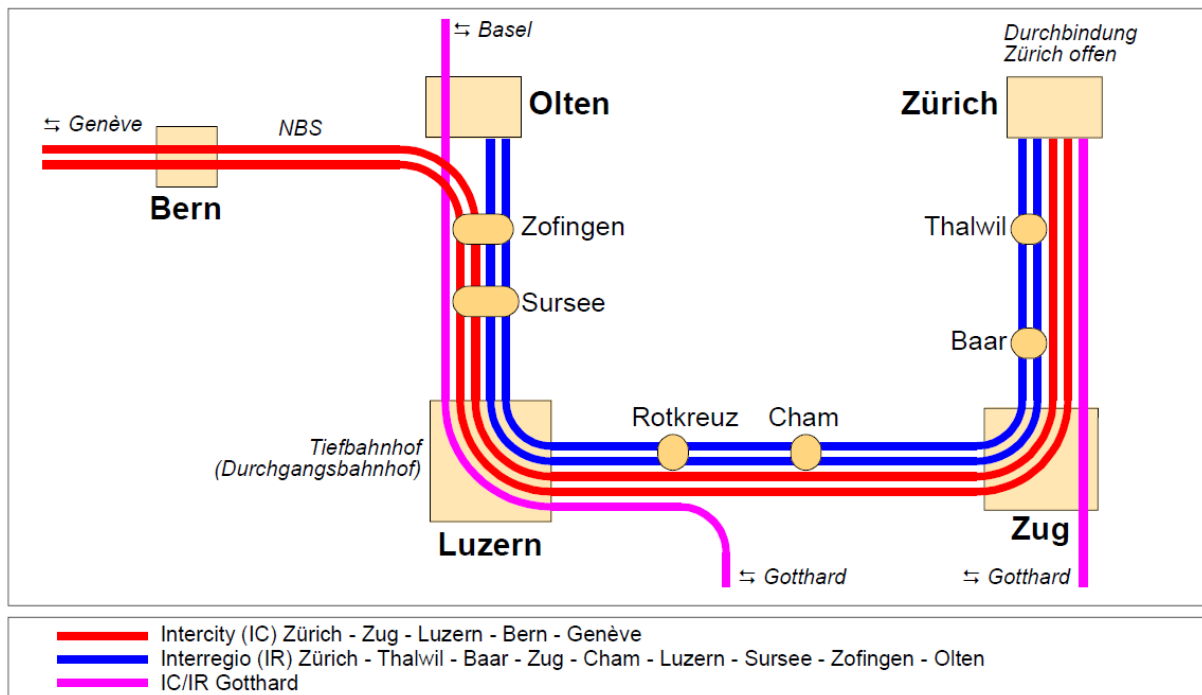 ⇆ Basel
Durchbindung
Zürich offen
Olten
Zürich
⇆ Genève
NBS
Bern
Zofingen
Thalwil
Sursee
Baar
Rotkreuz
Cham
Tiefbahnhof
(Durchgangsbahnhof)
Luzern
Zug
⇆ Gotthard
⇆ Gotthard
Intercity (IC) Zürich - Zug - Luzern - Bern - Genève
Interregio (IR) Zürich - Thalwil - Baar - Zug - Cham - Luzern - Sursee - Zofingen - Olten
IC/IR Gotthard